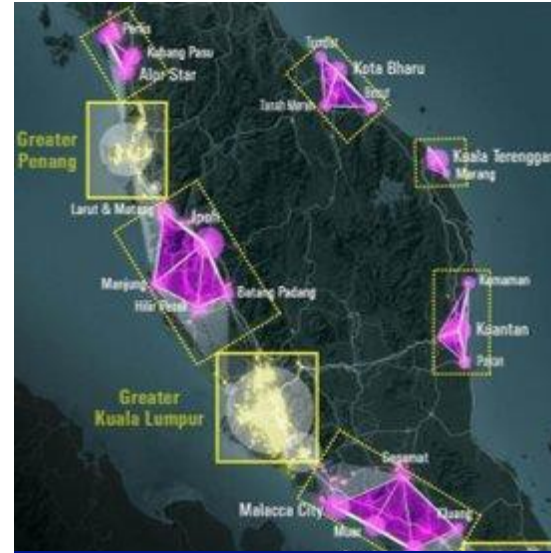 Perlis
Kubang Pasu
Alor Star
Tumpat
Kota Bharu
Besut
Tanah Merah
Greater
Penang
Kuala Terengganu
Marang
Larut & Matang
Ipoh
Manjung
Batang Padang
Hilir Perak
Kemaman
Kuantan
Pekan
Greater
Kuala Lumpur
Segamat
Malacca City
Muar
Kluang